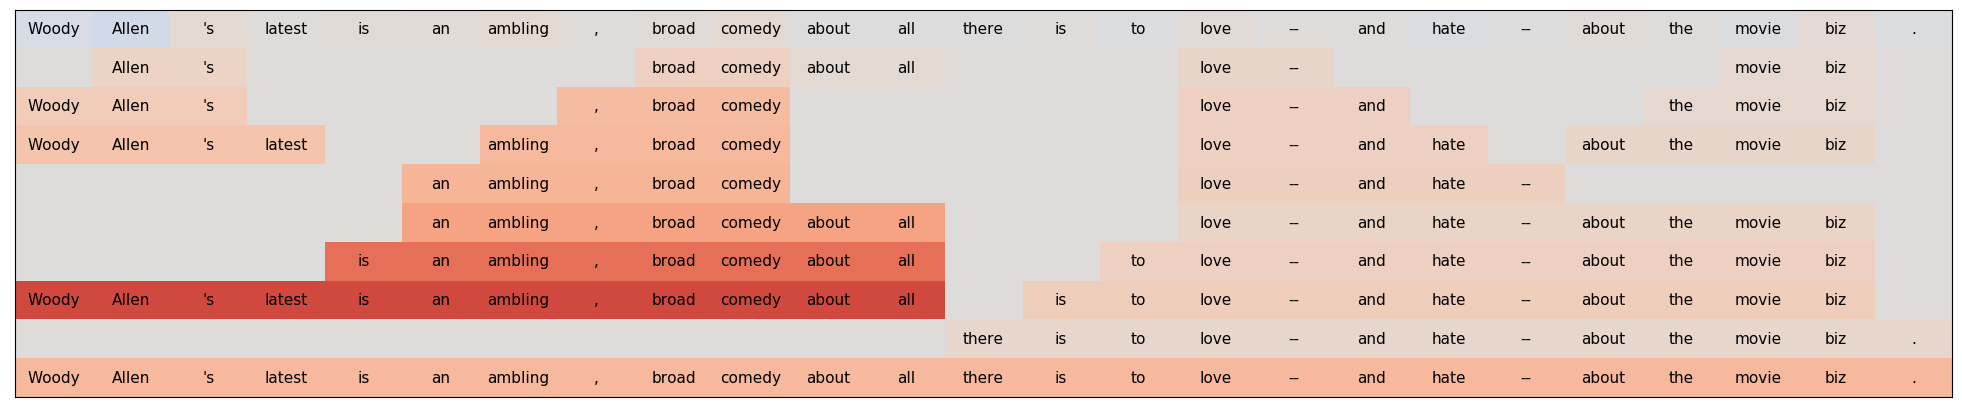 Woody Allen 's latest is an ambling , broad comedy about all there is to love -- and hate -- about the movie biz .
Allen 's broad comedy about all love -- movie biz
Woody Allen 's , broad comedy love -- and the movie biz
Woody Allen 's latest ambling , broad comedy love -- and hate about the movie biz
an ambling , broad comedy love -- and hate --
an ambling , broad comedy about all love -- and hate -- about the movie biz
is an ambling , broad comedy about all to love -- and hate -- about the movie biz
Woody Allen 's latest is an ambling , broad comedy about all is to love -- and hate -- about the movie biz
there is to love -- and hate -- about the movie biz .
Woody Allen 's latest is an ambling , broad comedy about all there is to love -- and hate -- about the movie biz .